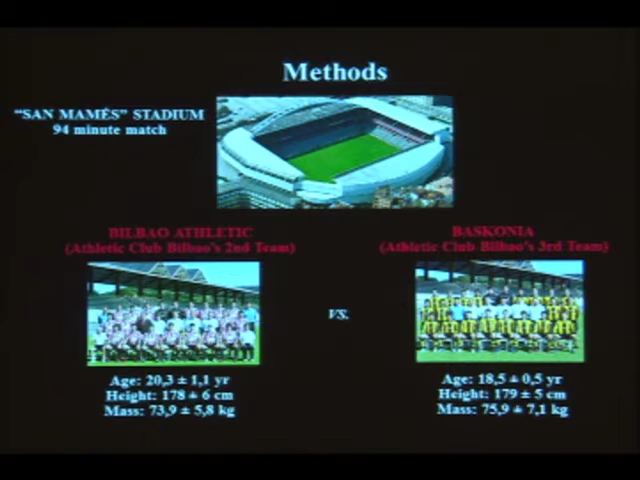 Methods
"SAN MAMÉS" STADIUM
94 minute match
BILBAO ATHLETIC
(Athletic Club Bilbao's 2nd Team)
BASKONIA
(Athletic Club Bilbao's 3rd Team)
VS.
Age: 20,3 ± 1,1 yr
Height: 178 ± 6 cm
Mass: 73,9 ± 5,8 kg
Age: 18,5 ± 0,5 yr
Height: 179 ± 5 cm
Mass: 75,9 ± 7,1 kg